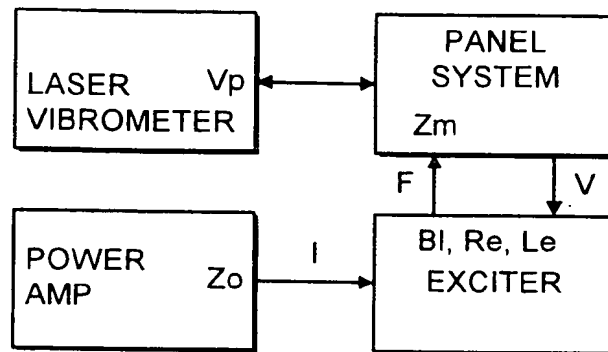 LASER
VIBROMETER
Vp
PANEL
SYSTEM
Zm
F
V
POWER
AMP
Zo
I
Bl, Re, Le
EXCITER